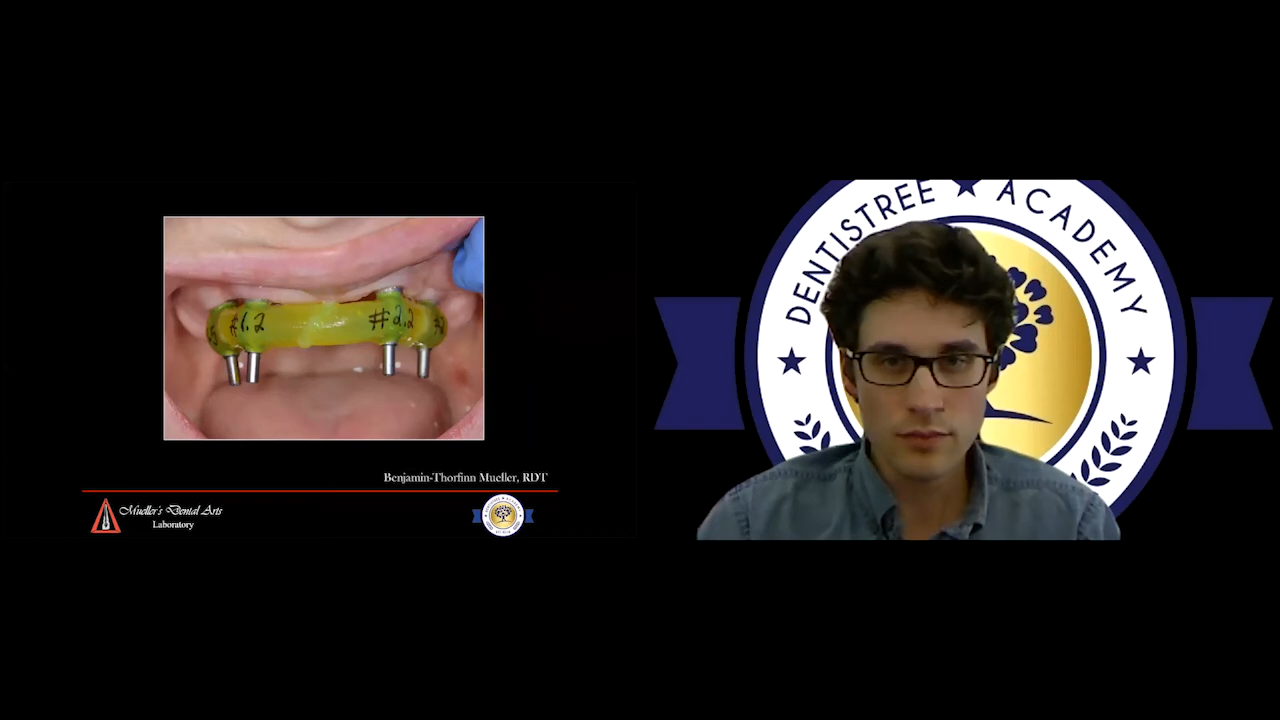 #1.2
#2.2
Benjamin-Thorfinn Mueller, RDT
Mueller's Dental Arts
Laboratory
DENTISTREE ACADEMY